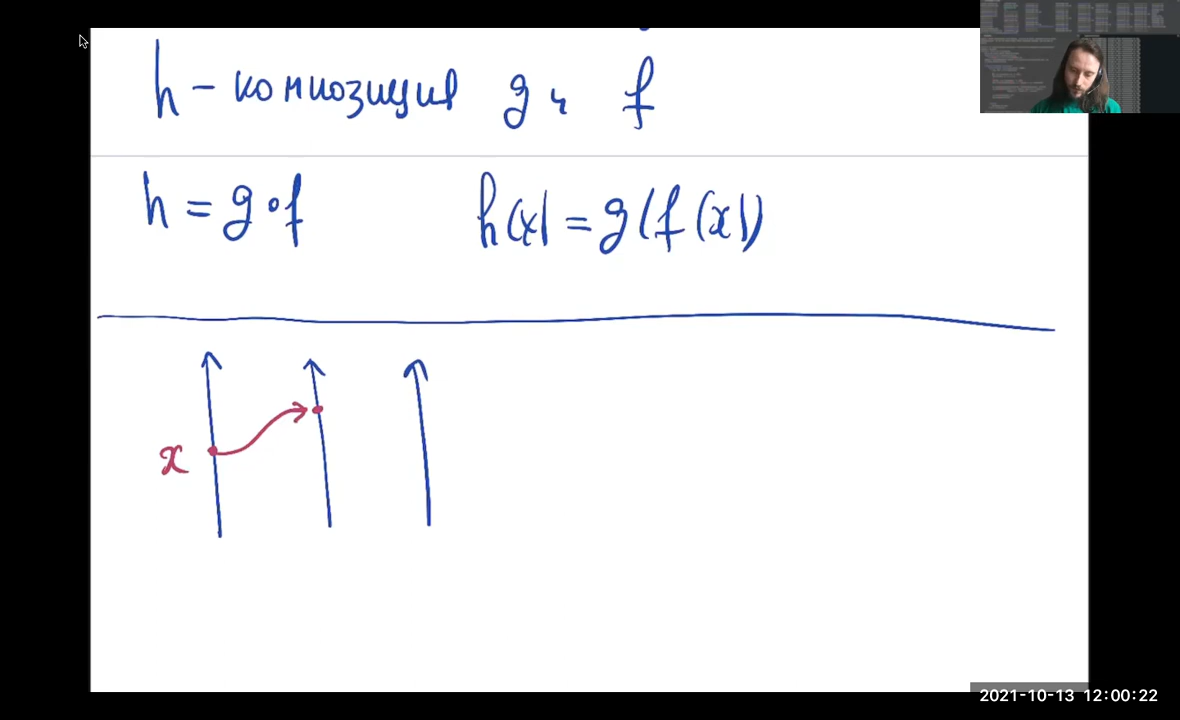 h - композиция g и f
h = g∘f h(x) = g(f(x))
x
2021-10-13 12:00:22